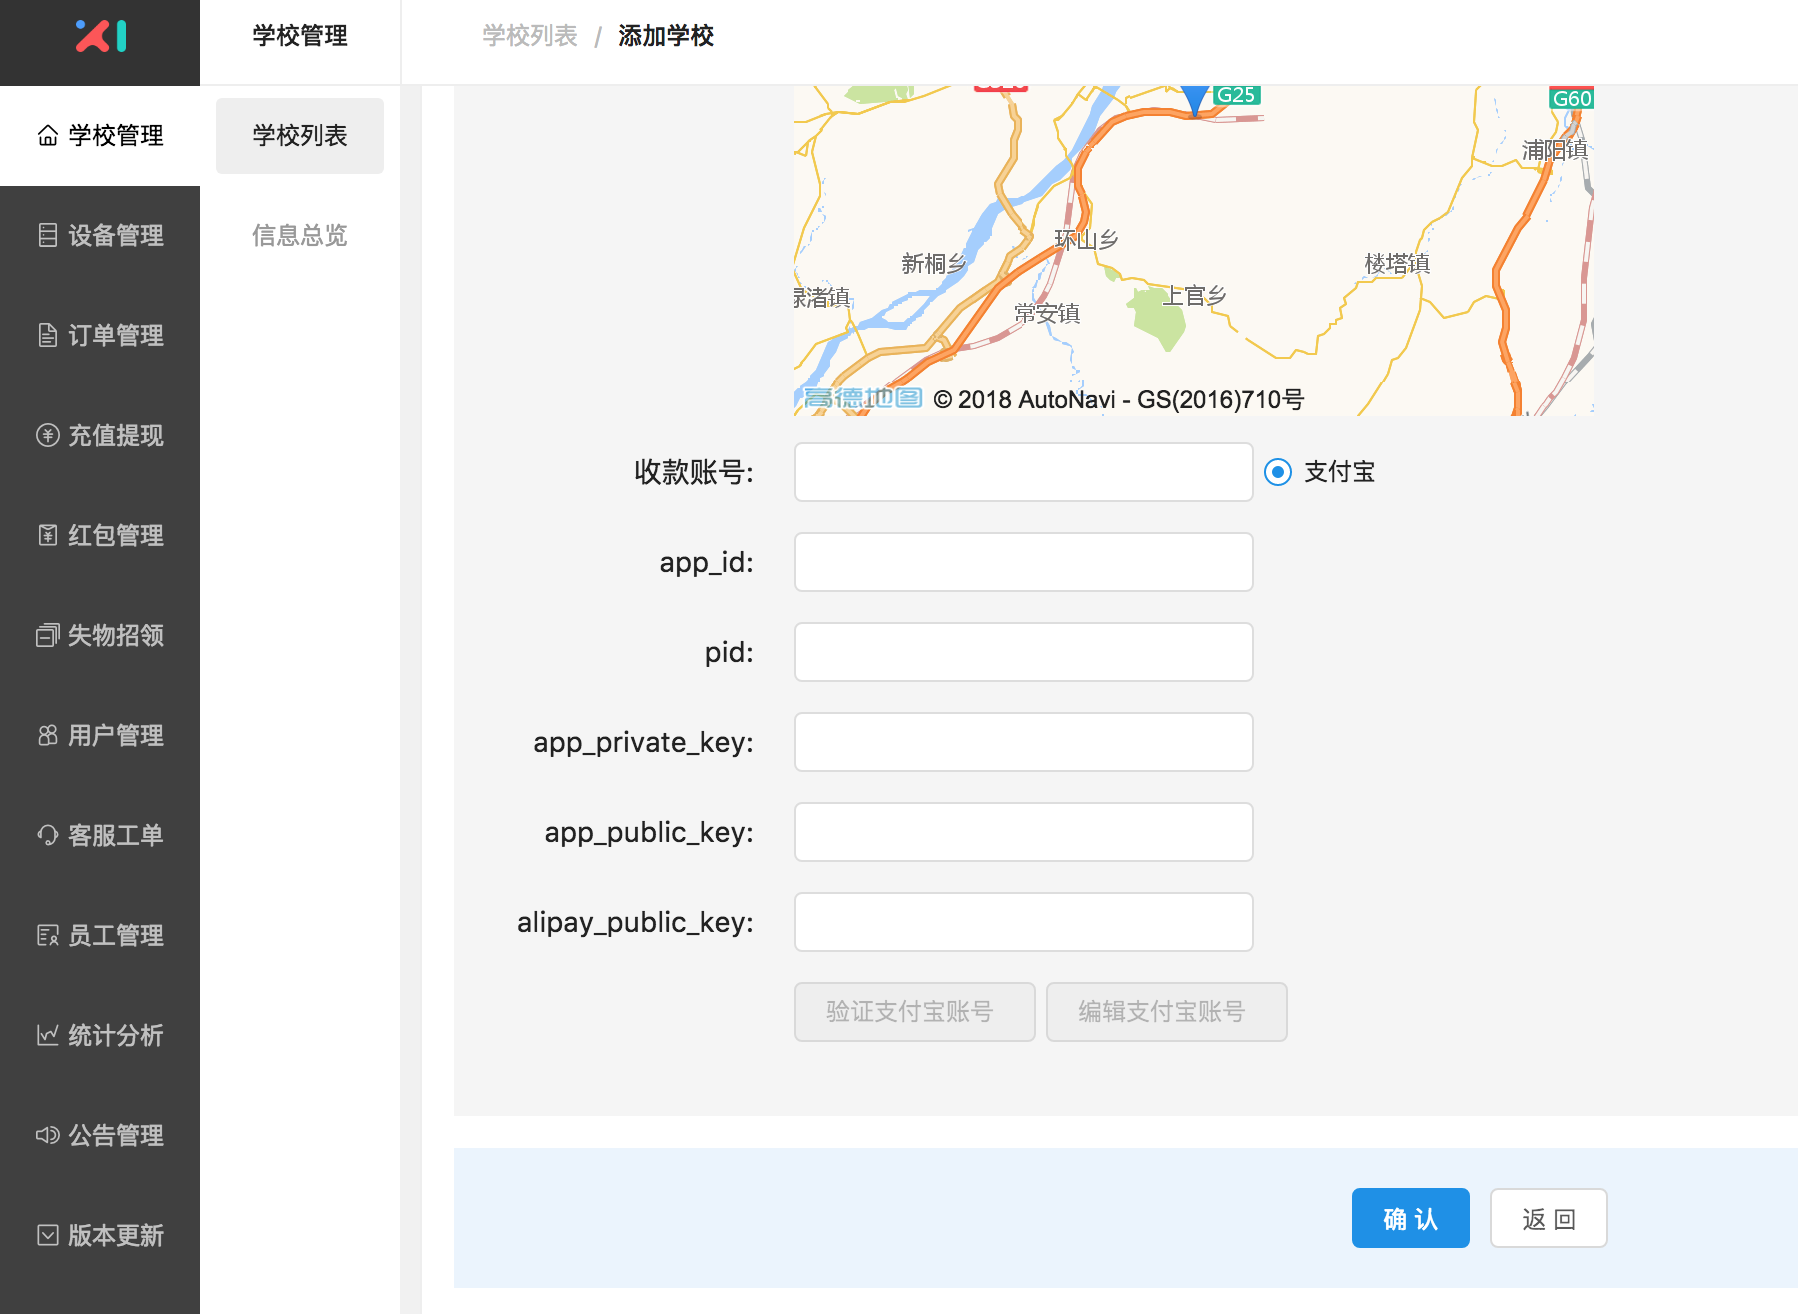 学校管理
学校列表 / 添加学校
学校管理
设备管理
订单管理
充值提现
红包管理
失物招领
用户管理
客服工单
员工管理
统计分析
公告管理
版本更新
学校列表
信息总览
G25
G60
浦阳镇
环山乡
新桐乡
楼塔镇
渌渚镇
上官乡
常安镇
高德地图 © 2018 AutoNavi - GS(2016)710号
收款账号: 支付宝
app_id:
pid:
app_private_key:
app_public_key:
alipay_public_key:
验证支付宝账号 编辑支付宝账号
确 认 返 回